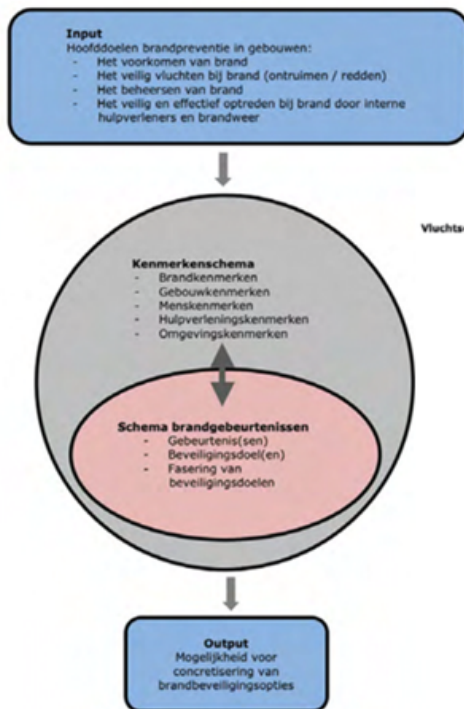 Input
Hoofddoelen brandpreventie in gebouwen:
- Het voorkomen van brand
- Het veilig vluchten bij brand (ontruimen / redden)
- Het beheersen van brand
- Het veilig en effectief optreden bij brand door interne
hulpverleners en brandweer
Kenmerkenschema
- Brandkenmerken
- Gebouwkenmerken
- Menskenmerken
- Hulpverleningskenmerken
- Omgevingskenmerken
Schema brandgebeurtenissen
- Gebeurtenis(sen)
- Beveiligingsdoel(en)
- Fasering van
beveiligingsdoelen
Output
Mogelijkheid voor
concretisering van
brandbeveiligingsopties